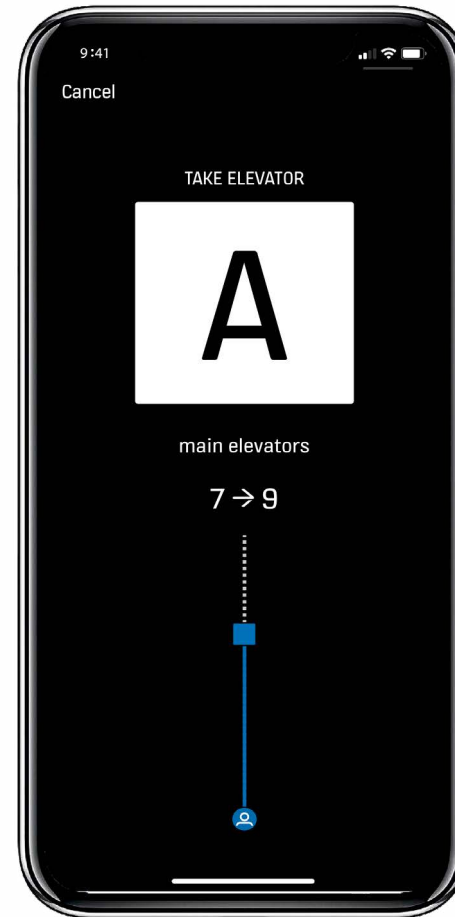 9:41
Cancel
TAKE ELEVATOR
A
main elevators
7 → 9